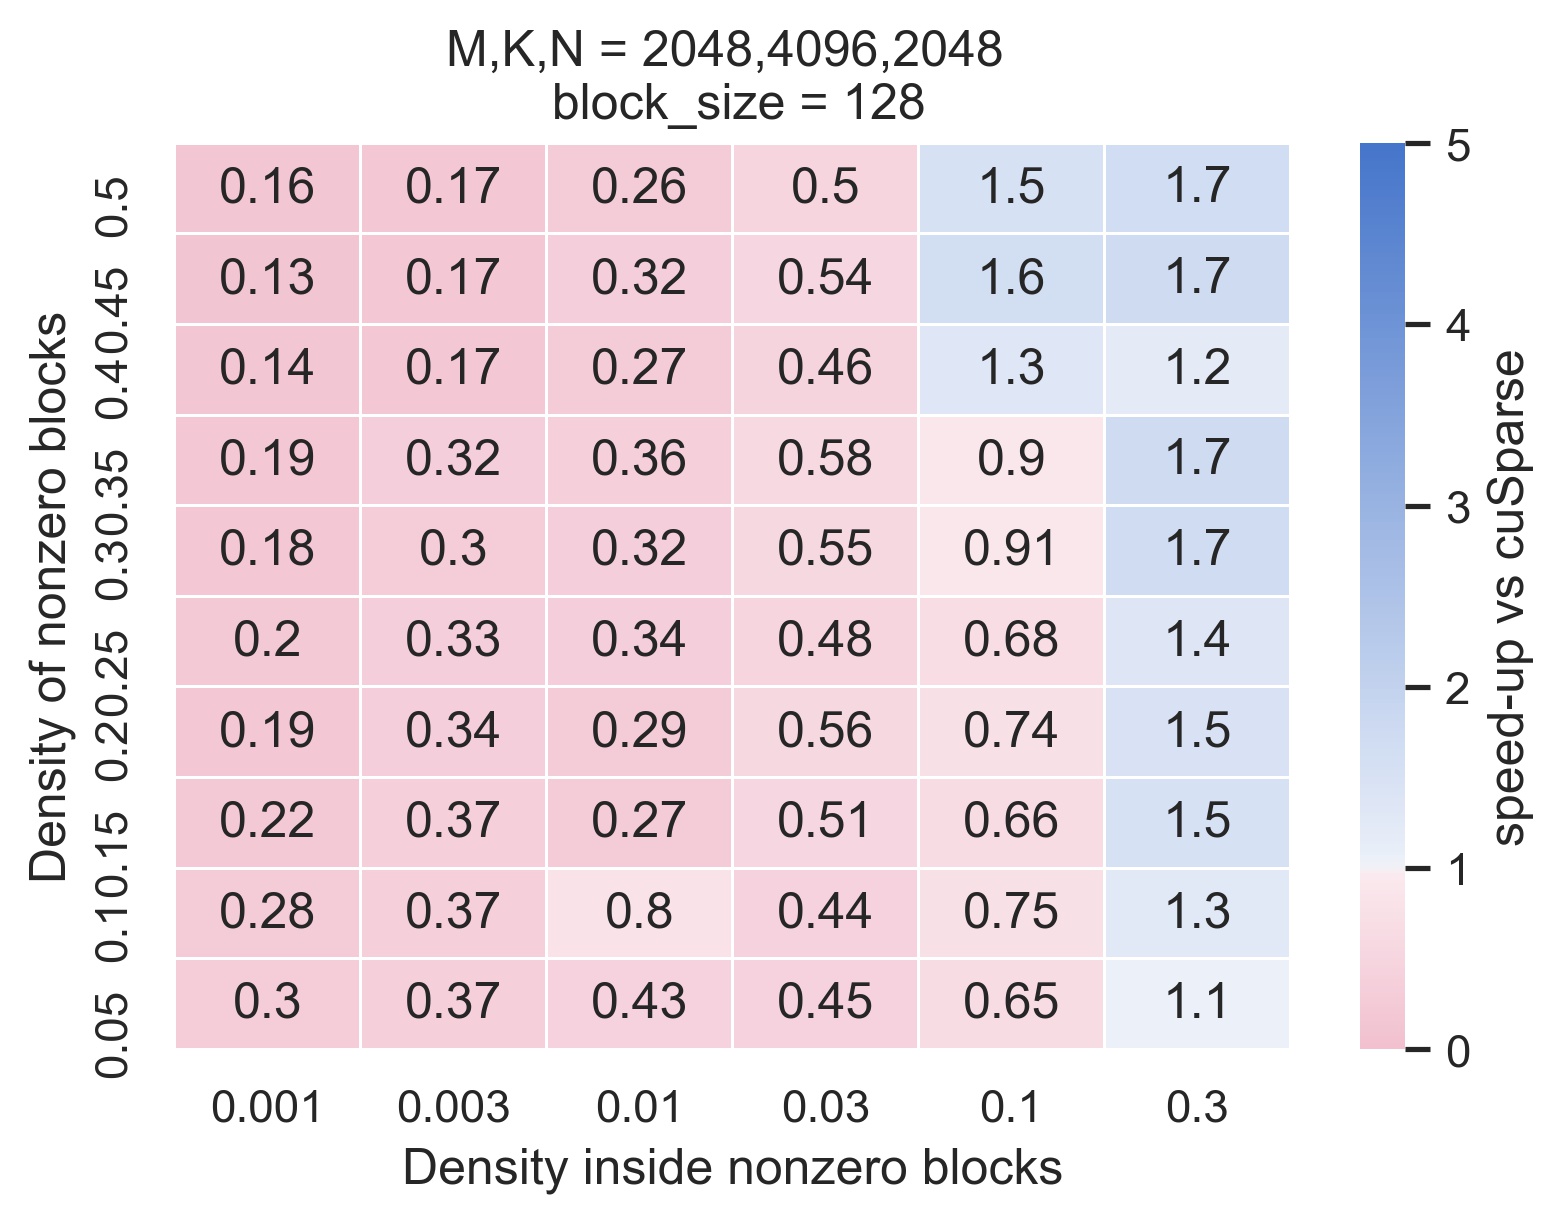 M,K,N = 2048,4096,2048
block_size = 128
Density of nonzero blocks
0.5 0.16 0.17 0.26 0.5 1.5 1.7
0.45 0.13 0.17 0.32 0.54 1.6 1.7
0.4 0.14 0.17 0.27 0.46 1.3 1.2
0.35 0.19 0.32 0.36 0.58 0.9 1.7
0.3 0.18 0.3 0.32 0.55 0.91 1.7
0.25 0.2 0.33 0.34 0.48 0.68 1.4
0.2 0.19 0.34 0.29 0.56 0.74 1.5
0.15 0.22 0.37 0.27 0.51 0.66 1.5
0.1 0.28 0.37 0.8 0.44 0.75 1.3
0.05 0.3 0.37 0.43 0.45 0.65 1.1
0.001 0.003 0.01 0.03 0.1 0.3
Density inside nonzero blocks
5
4
3
2
1
0
speed-up vs cuSparse